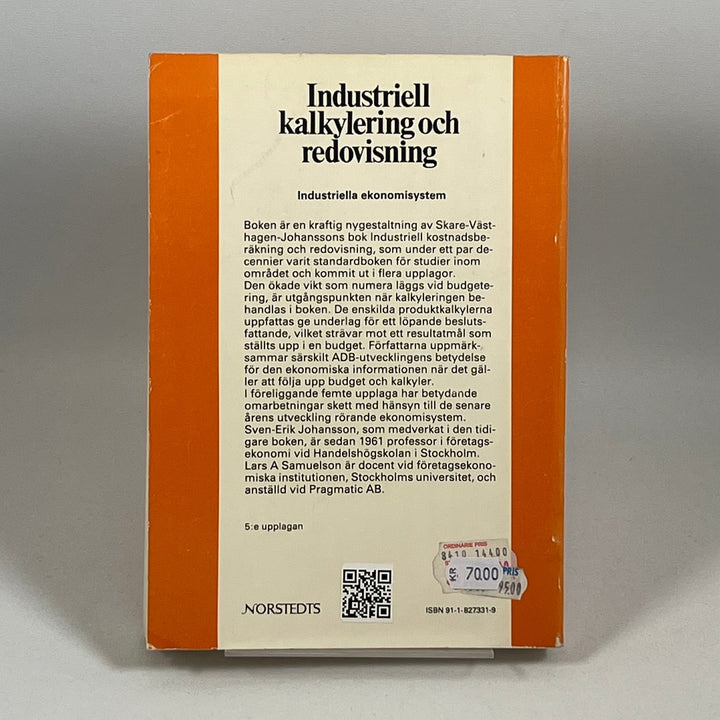 Industriell
kalkylering och
redovisning
Industriella ekonomisystem
Boken är en kraftig nygestaltning av Skare-Väst-
hagen-Johanssons bok Industriell kostnadsbe-
räkning och redovisning, som under ett par de-
cennier varit standardboken för studier inom
området och kommit ut i flera upplagor.
Den ökade vikt som numera läggs vid budgete-
ring, är utgångspunkten när kalkyleringen be-
handlas i boken. De enskilda produktkalkylerna
uppfattas ge underlag för ett löpande besluts-
fattande, vilket strävar mot ett resultatmål som
ställts upp i en budget. Författarna uppmärk-
sammar särskilt ADB-utvecklingens betydelse
för den ekonomiska informationen när det gäl-
ler att följa upp budget och kalkyler.
I föreliggande femte upplaga har betydande
omarbetningar skett med hänsyn till de senare
årens utveckling rörande ekonomisystem.
Sven-Erik Johansson, som medverkat i den tidi-
gare boken, är sedan 1961 professor i företags-
ekonomi vid Handelshögskolan i Stockholm.
Lars A Samuelson är docent vid företagsekono-
miska institutionen, Stockholms universitet, och
anställd vid Pragmatic AB.
5:e upplagan
ORDINARIE PRIS
8410 144.00
KR 70.00 PRIS
95.00
NORSTEDTS
ISBN 91-1-827331-9